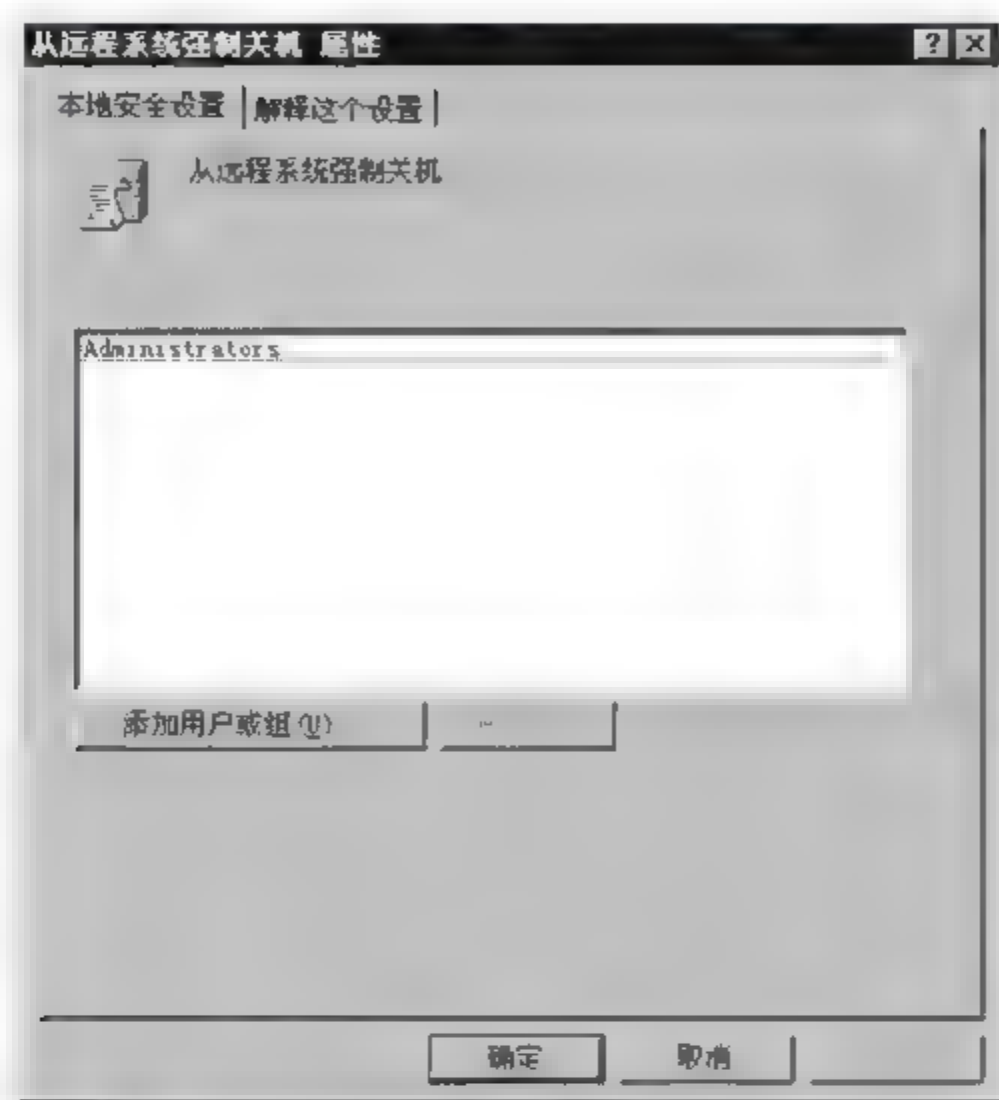 从远程系统强制关机 属性
本地安全设置 解释这个设置
从远程系统强制关机
Administrators
添加用户或组(U)
确定 取消